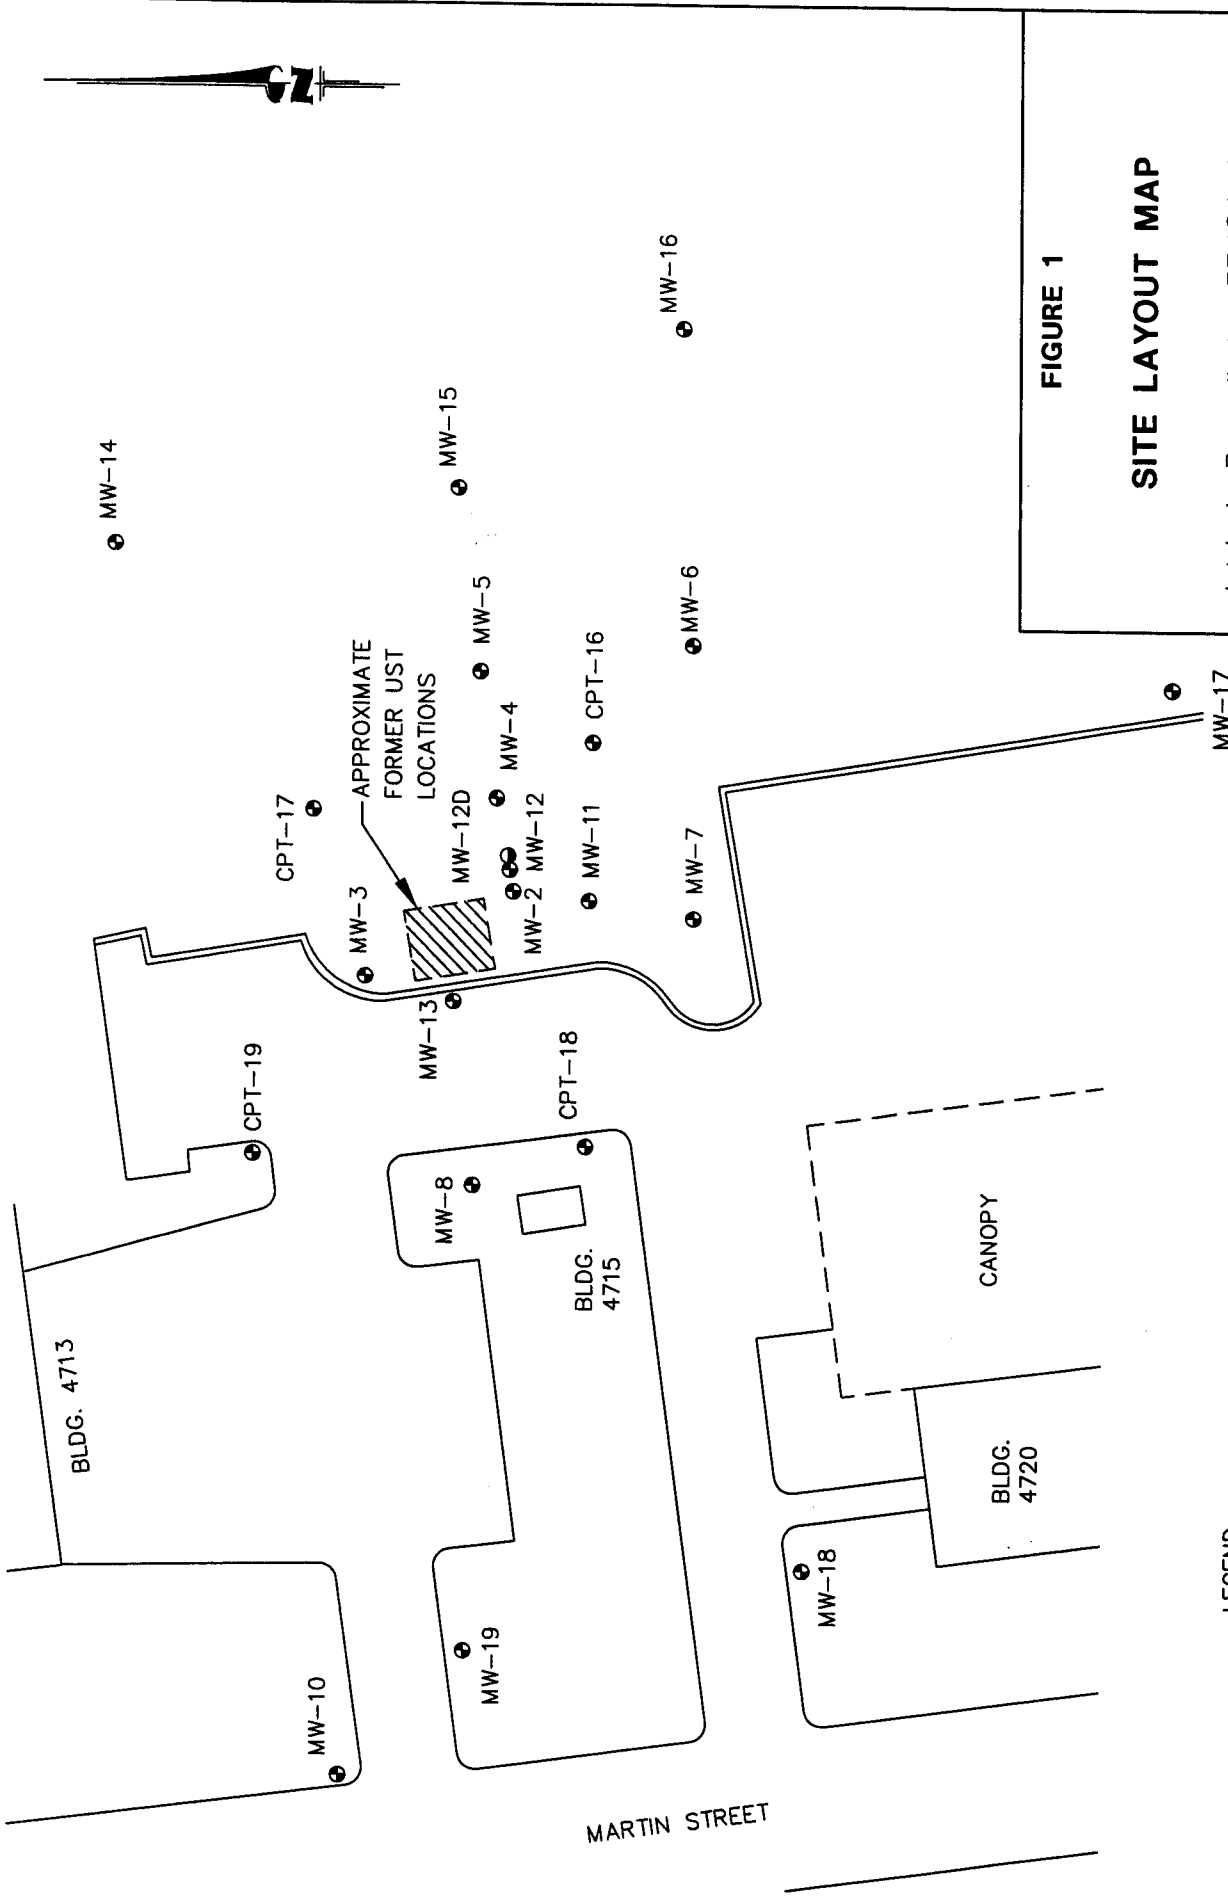 N
MW-14
MW-16
MW-15
CPT-17
APPROXIMATE
FORMER UST
LOCATIONS
MW-5
MW-3
MW-12D
MW-4
MW-12
MW-2
CPT-16
MW-11
MW-6
MW-7
MW-17
CPT-19
MW-13
CPT-18
MW-8
BLDG. 4713
BLDG.
4715
CANOPY
BLDG.
4720
MW-10
MW-19
MW-18
MARTIN STREET
FIGURE 1
SITE LAYOUT MAP